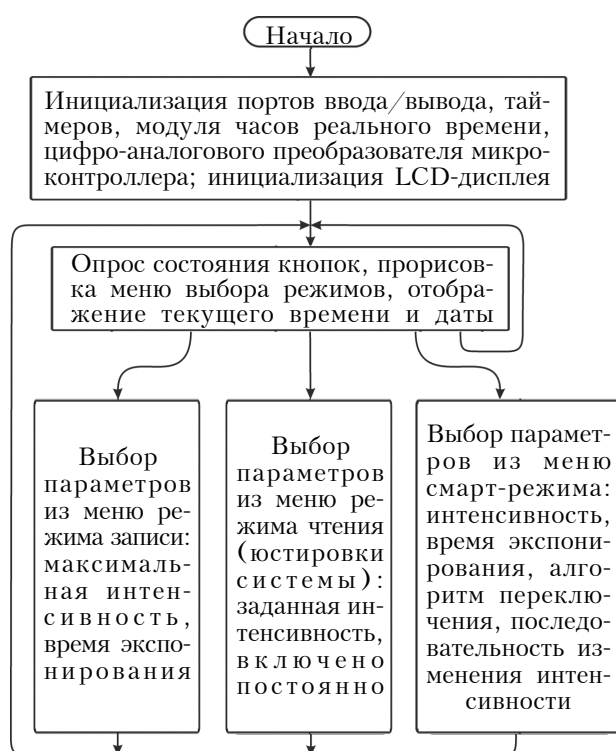 Начало
Инициализация портов ввода/вывода, тай-
меров, модуля часов реального времени,
цифро-аналогового преобразователя микро-
контроллера; инициализация LCD-дисплея
Опрос состояния кнопок, прорисов-
ка меню выбора режимов, отобра-
жение текущего времени и даты
Выбор
параметров
из меню ре-
жима записи:
максималь-
ная интен-
сивность,
время экспо-
нирования
Выбор
параметров
из меню ре-
жима чтения
(юстировки
системы):
заданная ин-
тенсивность,
включено
постоянно
Выбор парамет-
ров из меню
смарт-режима:
интенсивность,
время экспони-
рования, алго-
ритм переклю-
чения, последо-
вательность из-
менения интен-
сивности